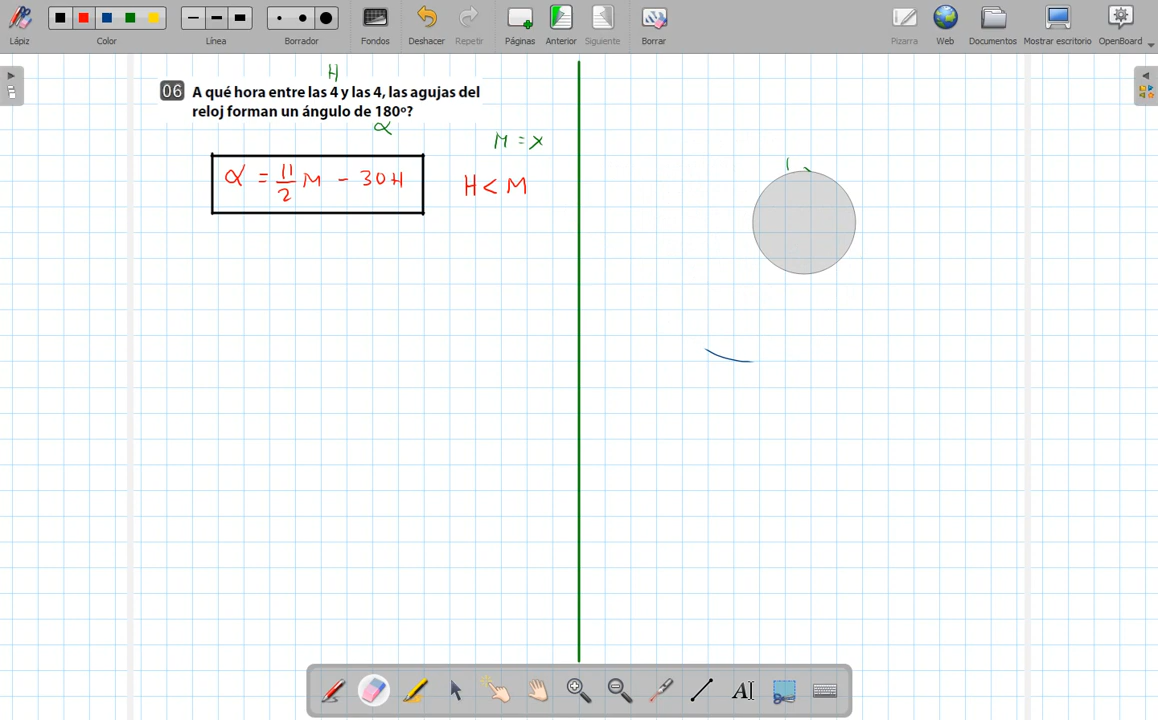 Lápiz
Color
Línea
Borrador
Fondos
Deshacer
Repetir
Páginas
Anterior
Siguiente
Borrar
Pizarra
Web
Documentos
Mostrar escritorio
OpenBoard
H
06 A qué hora entre las 4 y las 4, las agujas del
reloj forman un ángulo de 180º?
α
M = x
α = 11/2 M - 30H
H < M
AI